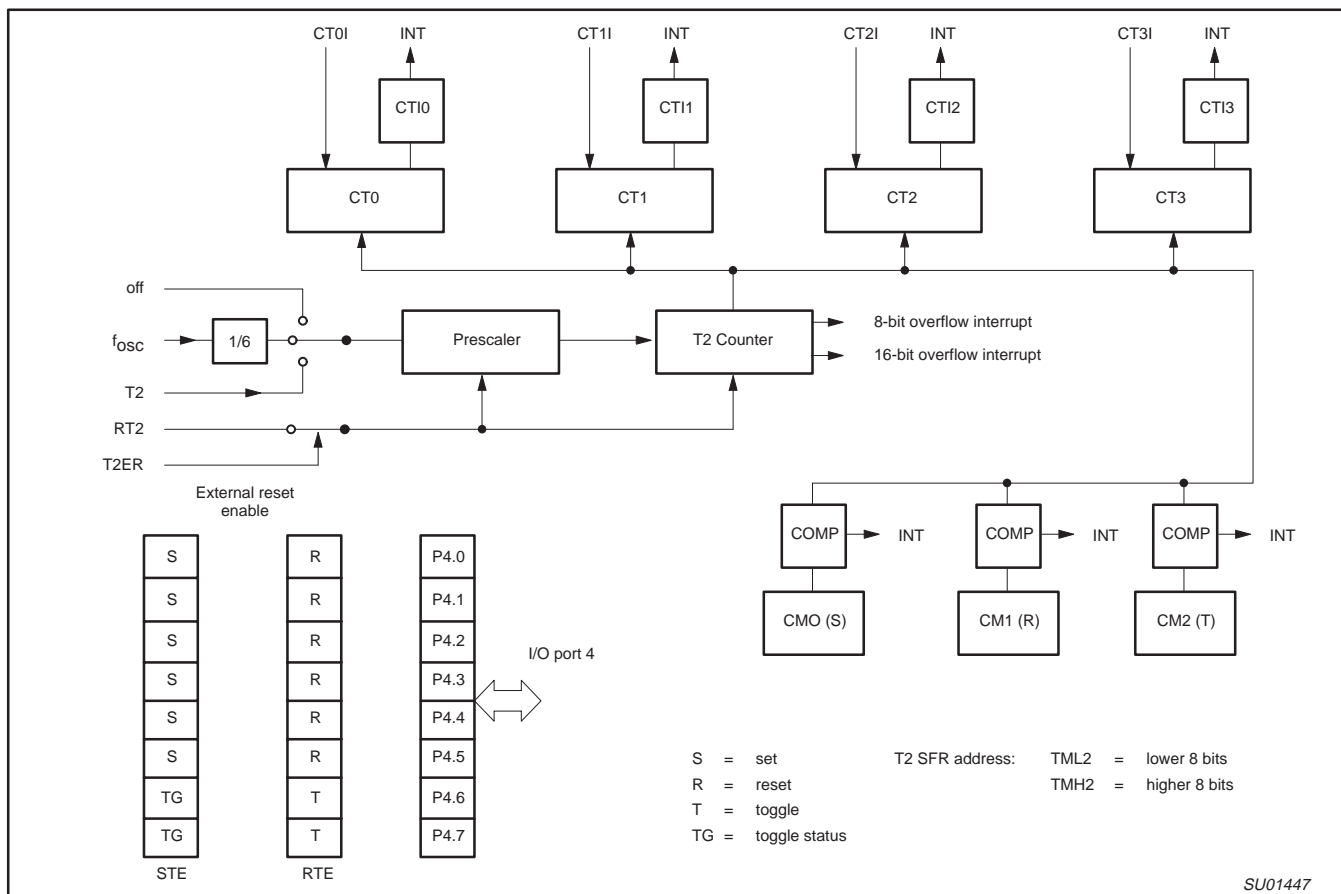 CT0I INT CT1I INT CT2I INT CT3I INT
CTI0 CTI1 CTI2 CTI3
CT0 CT1 CT2 CT3
off
fosc 1/6 Prescaler T2 Counter 8-bit overflow interrupt
16-bit overflow interrupt
T2
RT2
T2ER
External reset
enable
COMP INT COMP INT COMP INT
CMO (S) CM1 (R) CM2 (T)
S R P4.0
S R P4.1
S R P4.2
I/O port 4
S R P4.3
S R P4.4
S R P4.5
TG T P4.6
TG T P4.7
STE RTE
S = set T2 SFR address: TML2 = lower 8 bits
R = reset TMH2 = higher 8 bits
T = toggle
TG = toggle status
SU01447